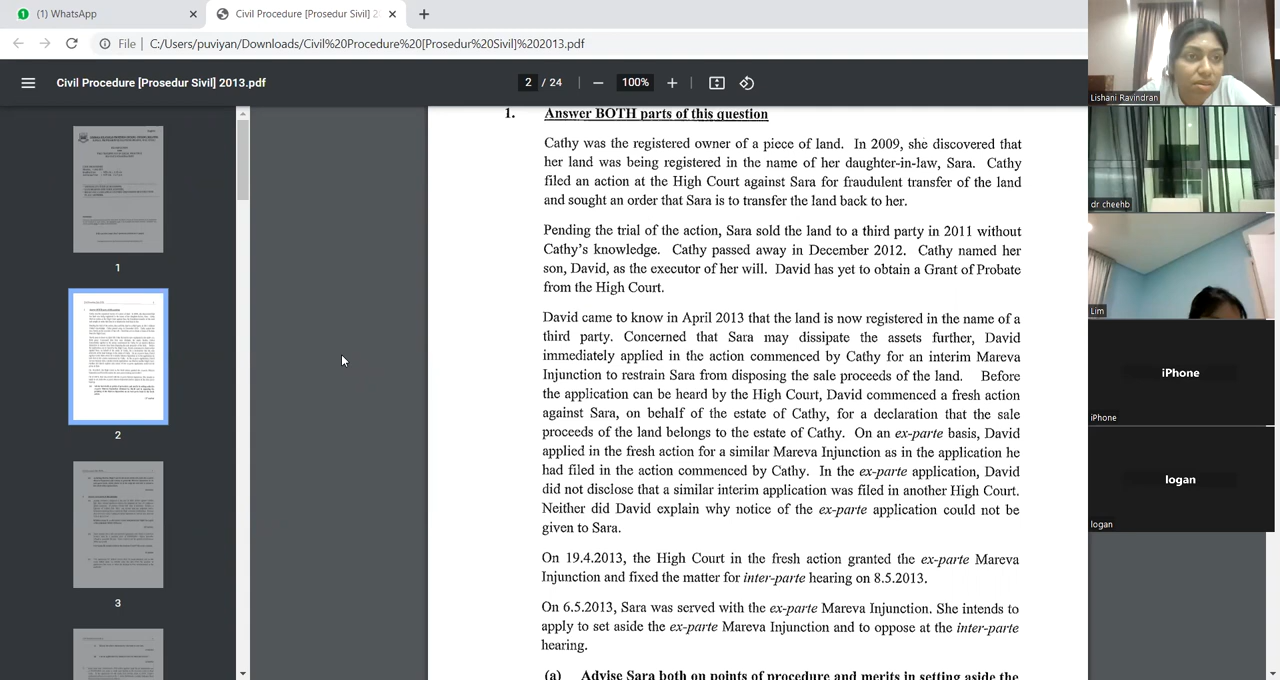 (1) WhatsApp
Civil Procedure [Prosedur Sivil] 2
File | C:/Users/puviyan/Downloads/Civil%20Procedure%20[Prosedur%20Sivil]%202013.pdf
Civil Procedure [Prosedur Sivil] 2013.pdf
2 / 24
100%
1. Answer BOTH parts of this question
Cathy was the registered owner of a piece of land. In 2009, she discovered that
her land was being registered in the name of her daughter-in-law, Sara. Cathy
filed an action at the High Court against Sara for fraudulent transfer of the land
and sought an order that Sara is to transfer the land back to her.
Pending the trial of the action, Sara sold the land to a third party in 2011 without
Cathy's knowledge. Cathy passed away in December 2012. Cathy named her
son, David, as the executor of her will. David has yet to obtain a Grant of Probate
from the High Court.
David came to know in April 2013 that the land is now registered in the name of a
third party. Concerned that Sara may dissipate the assets further, David
immediately applied in the action commenced by Cathy for an interim Mareva
Injunction to restrain Sara from disposing of the proceeds of the land. Before
the application can be heard by the High Court, David commenced a fresh action
against Sara, on behalf of the estate of Cathy, for a declaration that the sale
proceeds of the land belongs to the estate of Cathy. On an ex-parte basis, David
applied in the fresh action for a similar Mareva Injunction as in the application he
had filed in the action commenced by Cathy. In the ex-parte application, David
did not disclose that a similar interim application was filed in another High Court.
Neither did David explain why notice of the ex-parte application could not be
given to Sara.
On 19.4.2013, the High Court in the fresh action granted the ex-parte Mareva
Injunction and fixed the matter for inter-parte hearing on 8.5.2013.
On 6.5.2013, Sara was served with the ex-parte Mareva Injunction. She intends to
apply to set aside the ex-parte Mareva Injunction and to oppose at the inter-parte
hearing.
Advise Sara both on points of procedure and merits in setting aside the
1
2
3
Lishani Ravindran
dr cheehb
Lim
iPhone
iPhone
logan
logan